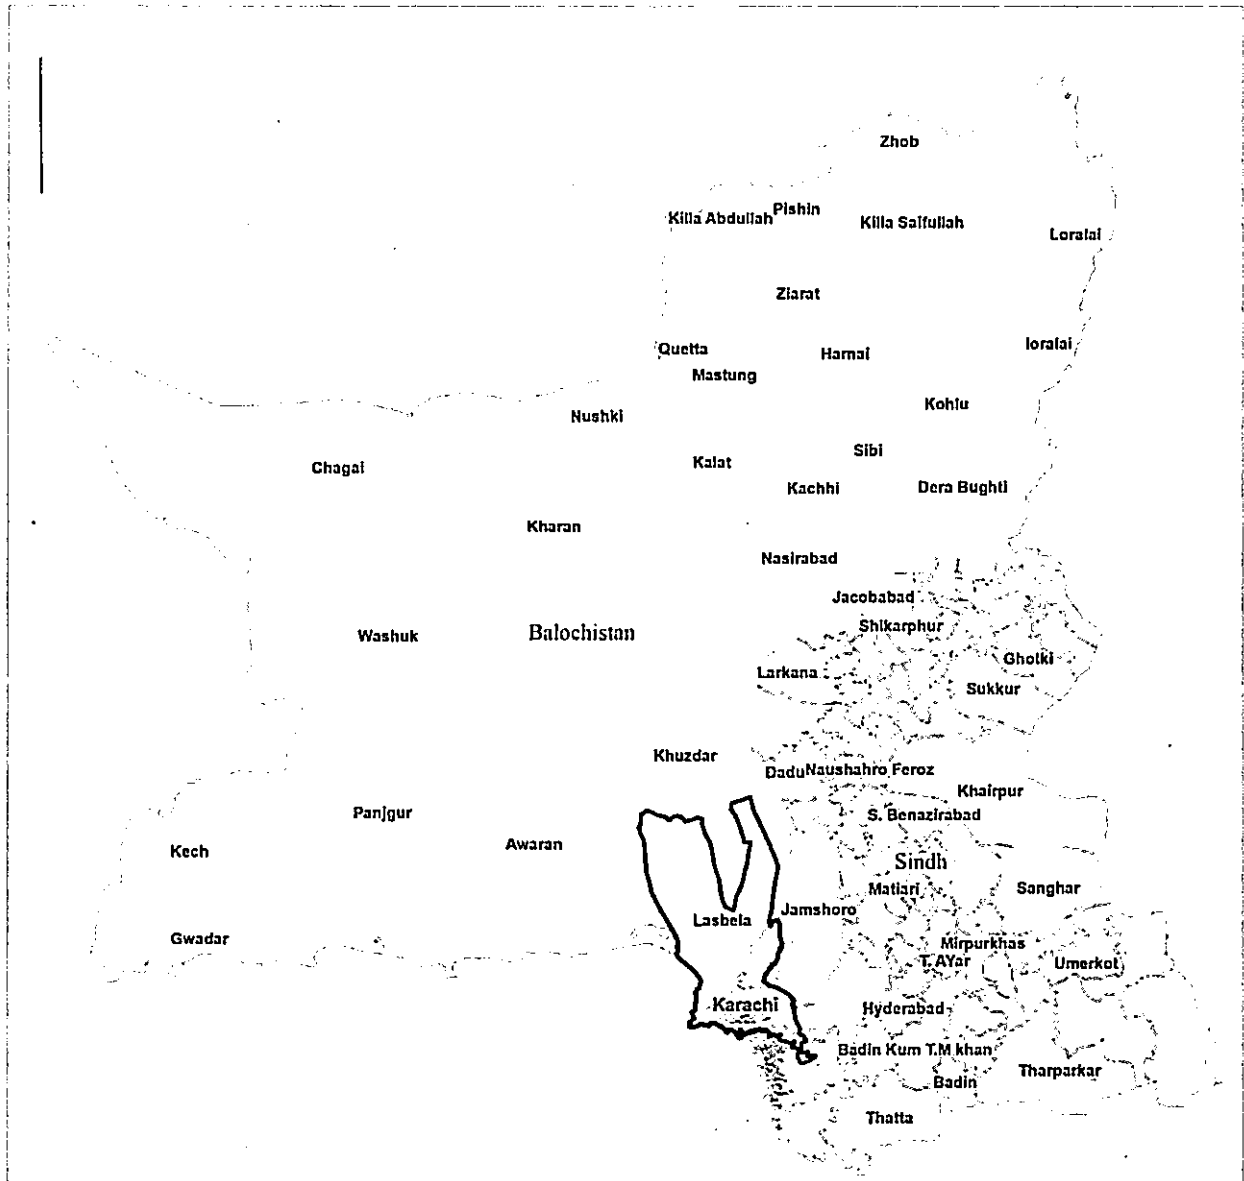 Zhob
Killa Abdullah
Pishin
Killa Saifullah
Loralai
Ziarat
Quetta
Mastung
Harnai
loralai
Nushki
Kohlu
Chagai
Kalat
Sibi
Kachhi
Dera Bughti
Kharan
Nasirabad
Jacobabad
Shikarphur
Washuk
Balochistan
Larkana
Ghotki
Sukkur
Khuzdar
Dadu
Naushahro Feroz
Khairpur
Panjgur
S. Benazirabad
Kech
Awaran
Sindh
Matiari
Sanghar
Lasbela
Jamshoro
Gwadar
Mirpurkhas
T. AYar
Umerkot
Karachi
Hyderabad
Badin Kum T.M khan
Tharparkar
Badin
Thatta